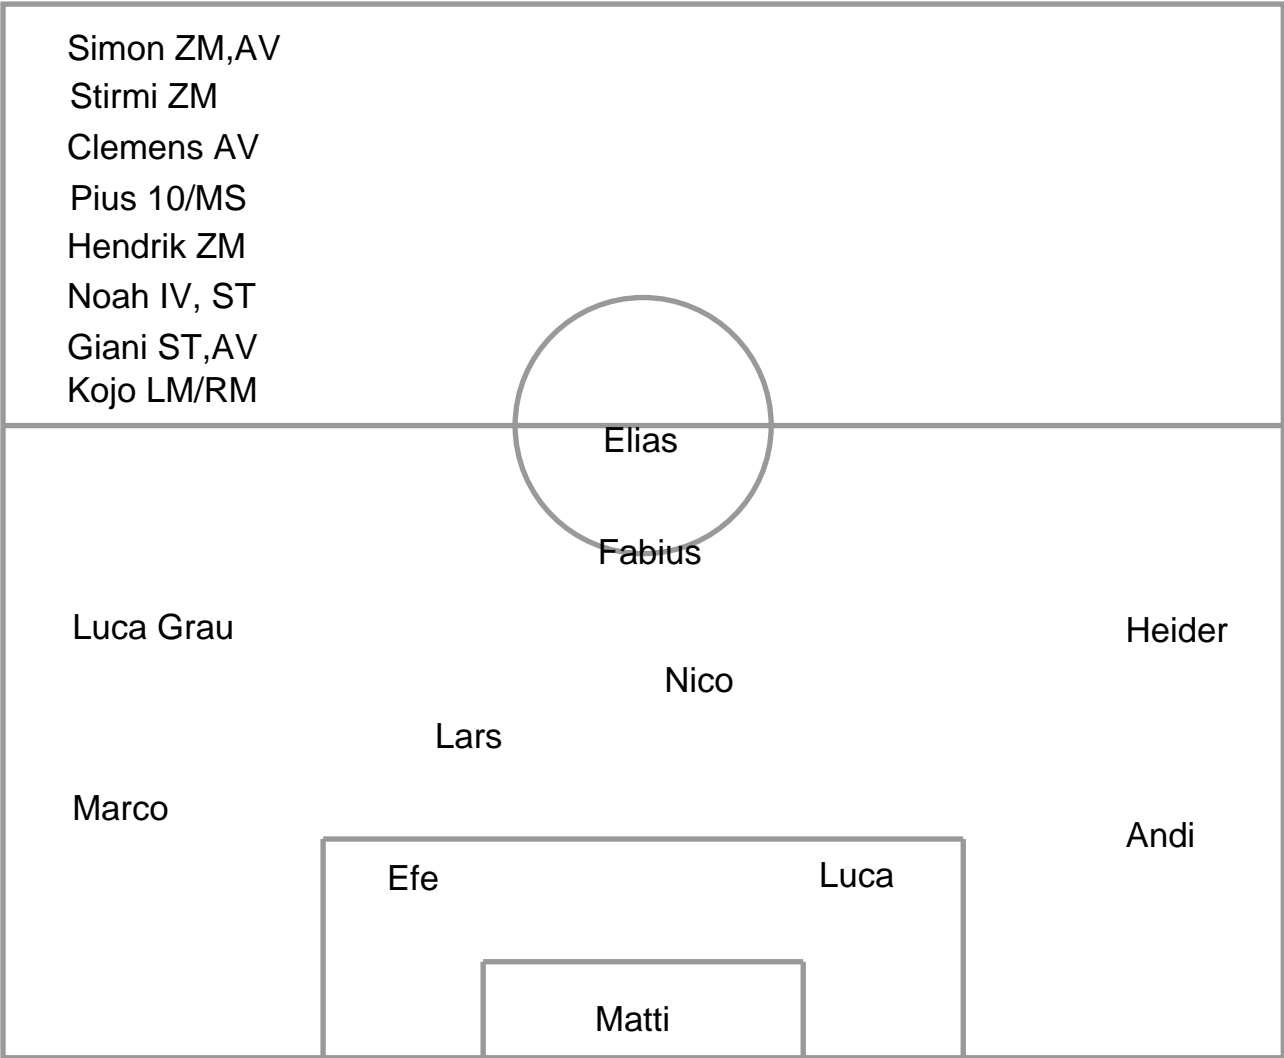 Simon ZM,AV
Stirmi ZM
Clemens AV
Pius 10/MS
Hendrik ZM
Noah IV, ST
Giani ST,AV
Kojo LM/RM
Elias
Fabius
Luca Grau
Heider
Nico
Lars
Marco
Andi
Efe
Luca
Matti